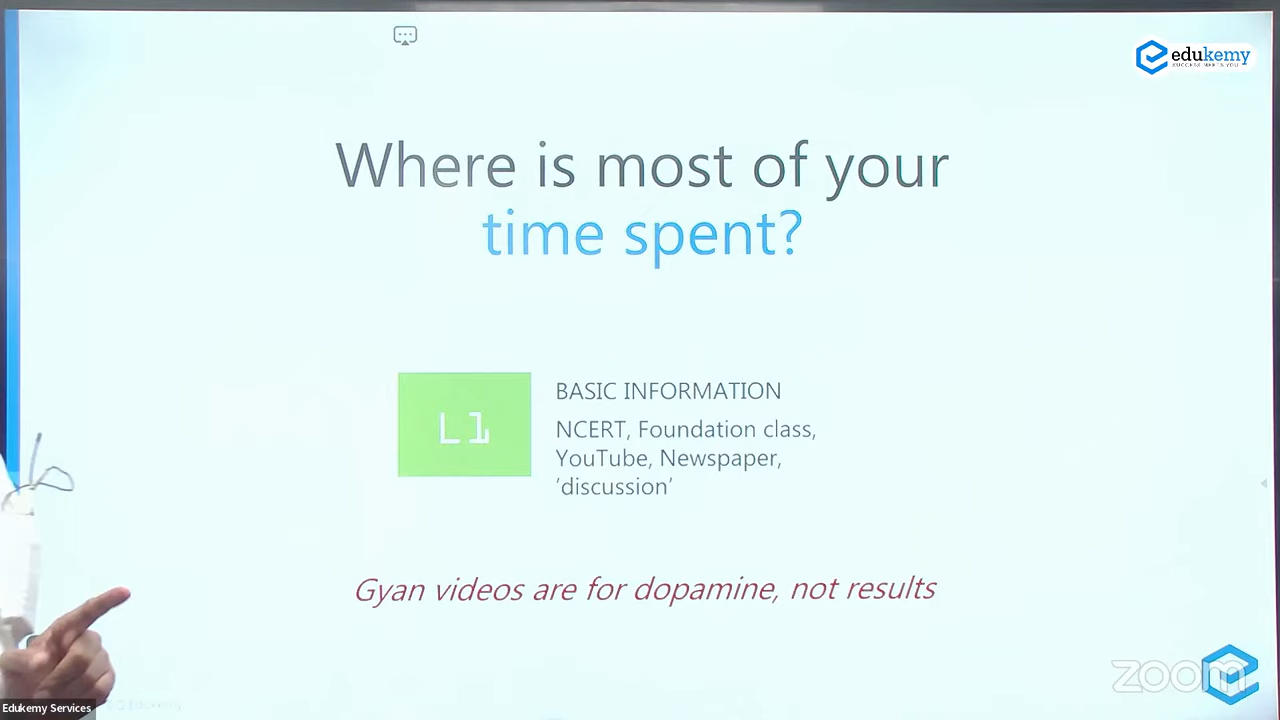 edukemy
Where is most of your
time spent?
L1
BASIC INFORMATION
NCERT, Foundation class,
YouTube, Newspaper,
‘discussion’
Gyan videos are for dopamine, not results
zoom
Edukemy Services